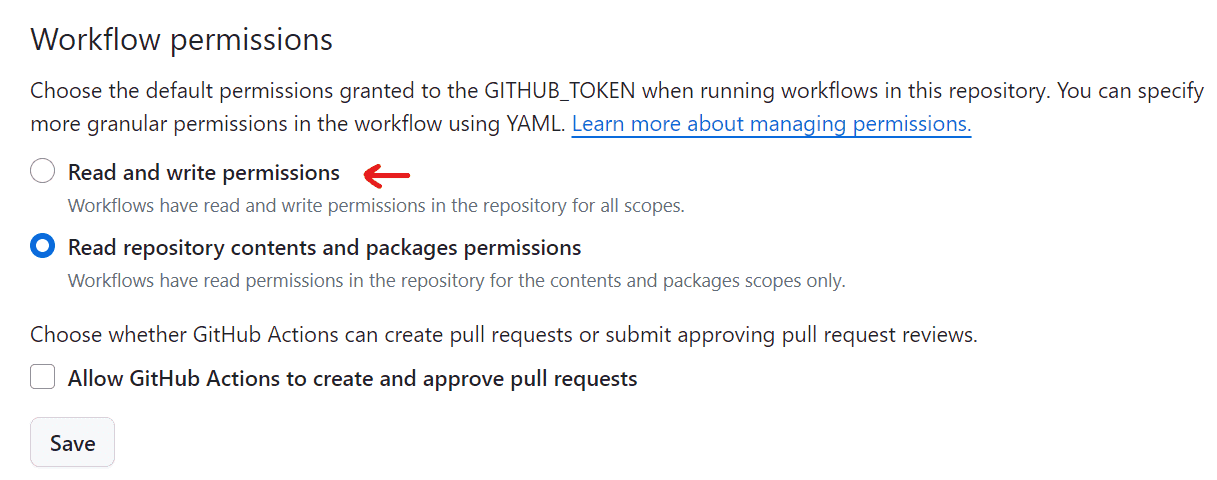 Workflow permissions
Choose the default permissions granted to the GITHUB_TOKEN when running workflows in this repository. You can specify
more granular permissions in the workflow using YAML. Learn more about managing permissions.
Read and write permissions
Workflows have read and write permissions in the repository for all scopes.
Read repository contents and packages permissions
Workflows have read permissions in the repository for the contents and packages scopes only.
Choose whether GitHub Actions can create pull requests or submit approving pull request reviews.
Allow GitHub Actions to create and approve pull requests
Save